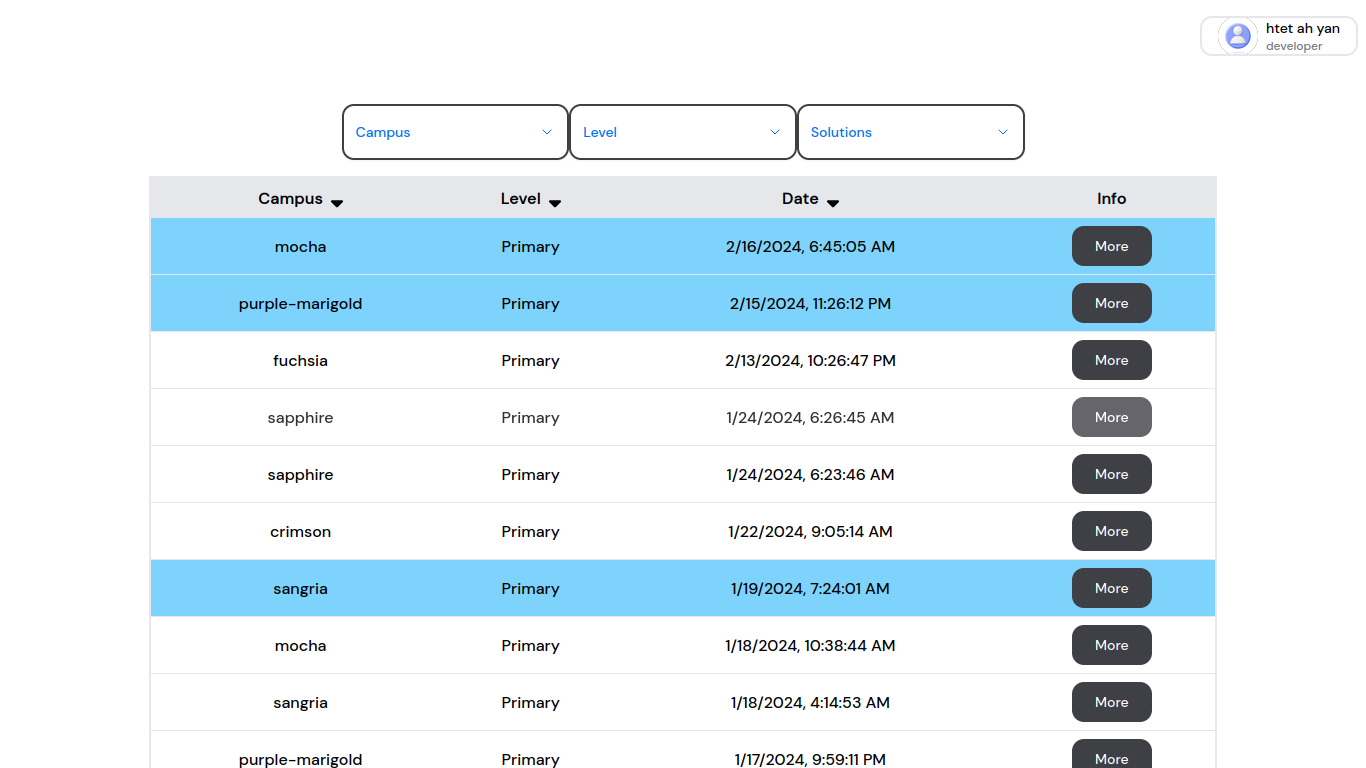 htet ah yan
developer
Campus Level Solutions
Campus Level Date Info
mocha Primary 2/16/2024, 6:45:05 AM More
purple-marigold Primary 2/15/2024, 11:26:12 PM More
fuchsia Primary 2/13/2024, 10:26:47 PM More
sapphire Primary 1/24/2024, 6:26:45 AM More
sapphire Primary 1/24/2024, 6:23:46 AM More
crimson Primary 1/22/2024, 9:05:14 AM More
sangria Primary 1/19/2024, 7:24:01 AM More
mocha Primary 1/18/2024, 10:38:44 AM More
sangria Primary 1/18/2024, 4:14:53 AM More
purple-marigold Primary 1/17/2024, 9:59:11 PM More